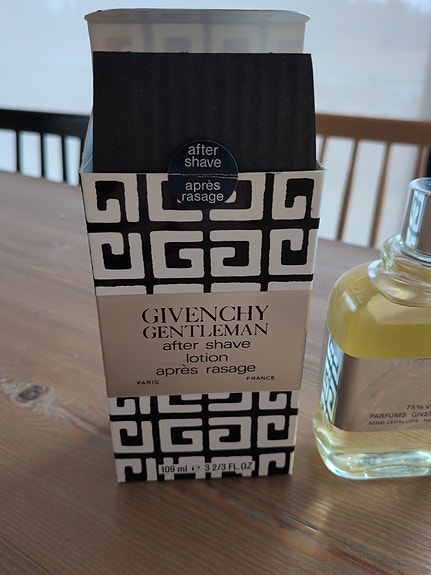 after
shave
après
rasage
GIVENCHY
GENTLEMAN
after shave
lotion
après rasage
PARIS FRANCE
109 ml e 3 2/3 FL.OZ
75 % V
PARFUMS GIVEN
LEVALLOIS